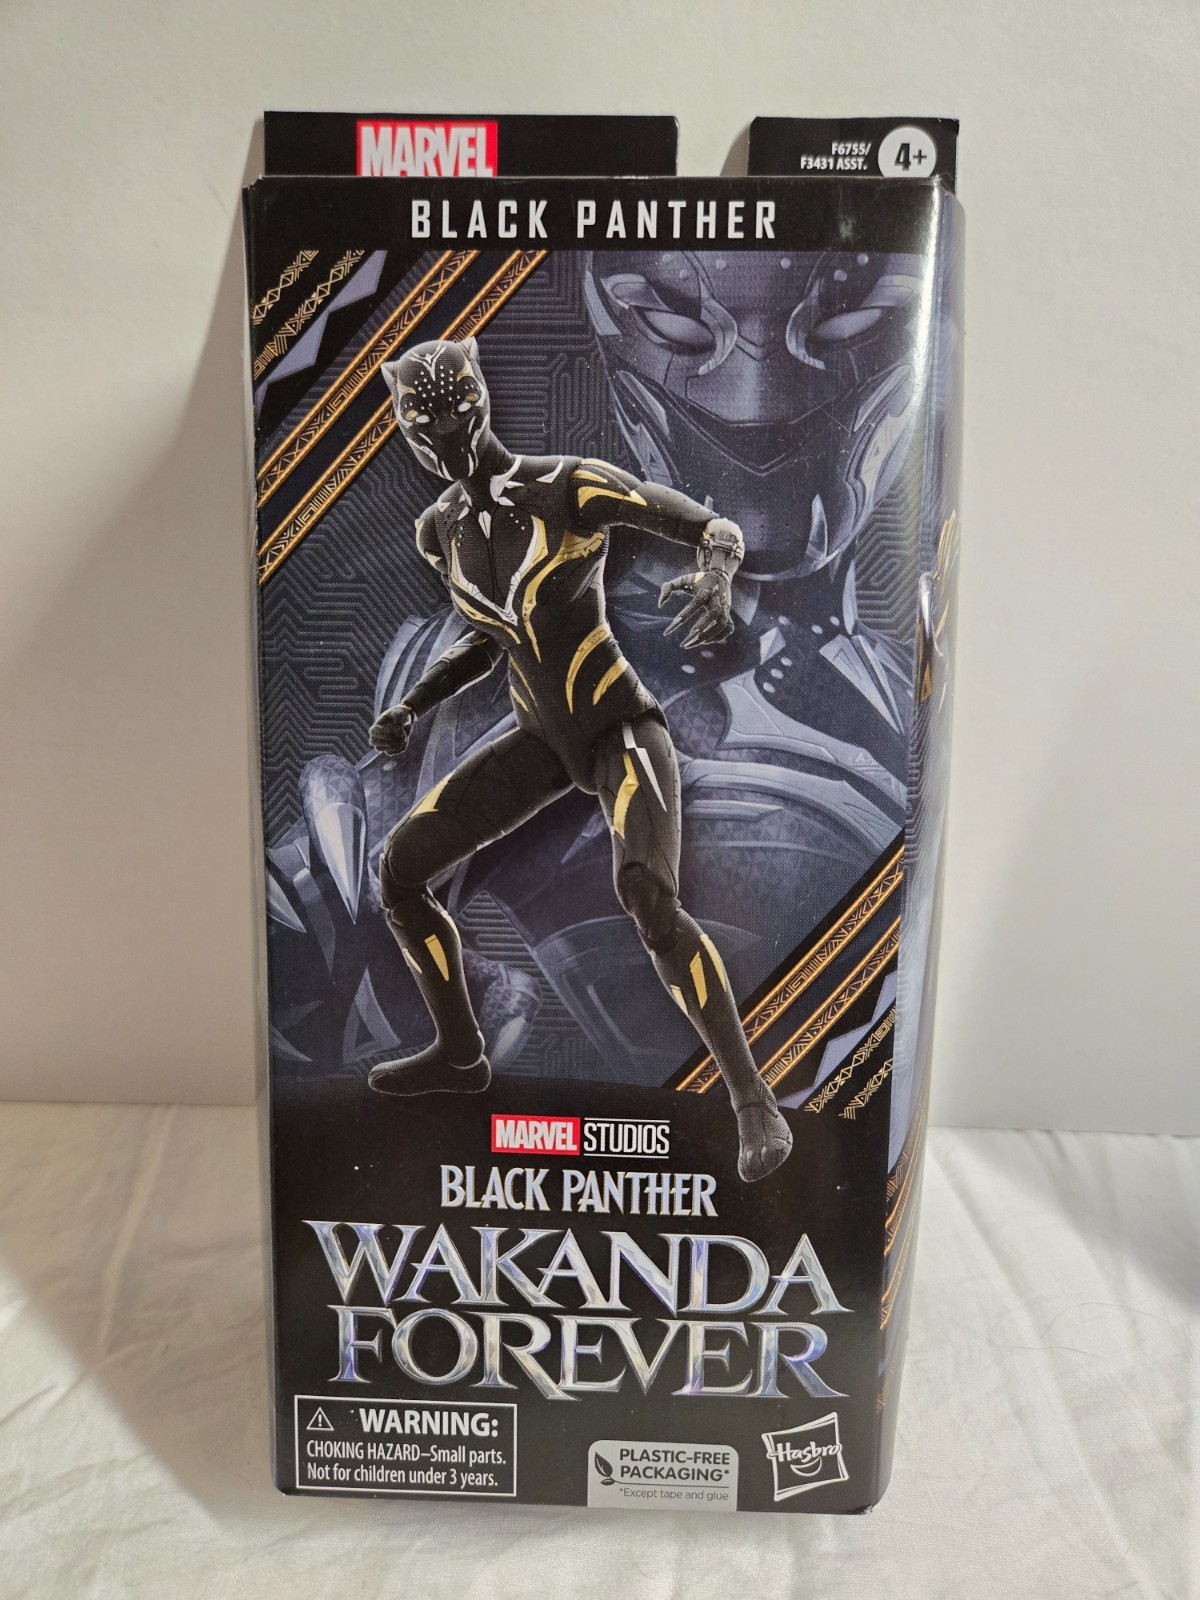 MARVEL
F6755/
F3431 ASST.
4+
BLACK PANTHER
MARVEL STUDIOS
BLACK PANTHER
WAKANDA
FOREVER
WARNING:
CHOKING HAZARD–Small parts.
Not for children under 3 years.
PLASTIC-FREE
PACKAGING*
*Except tape and glue
Hasbro